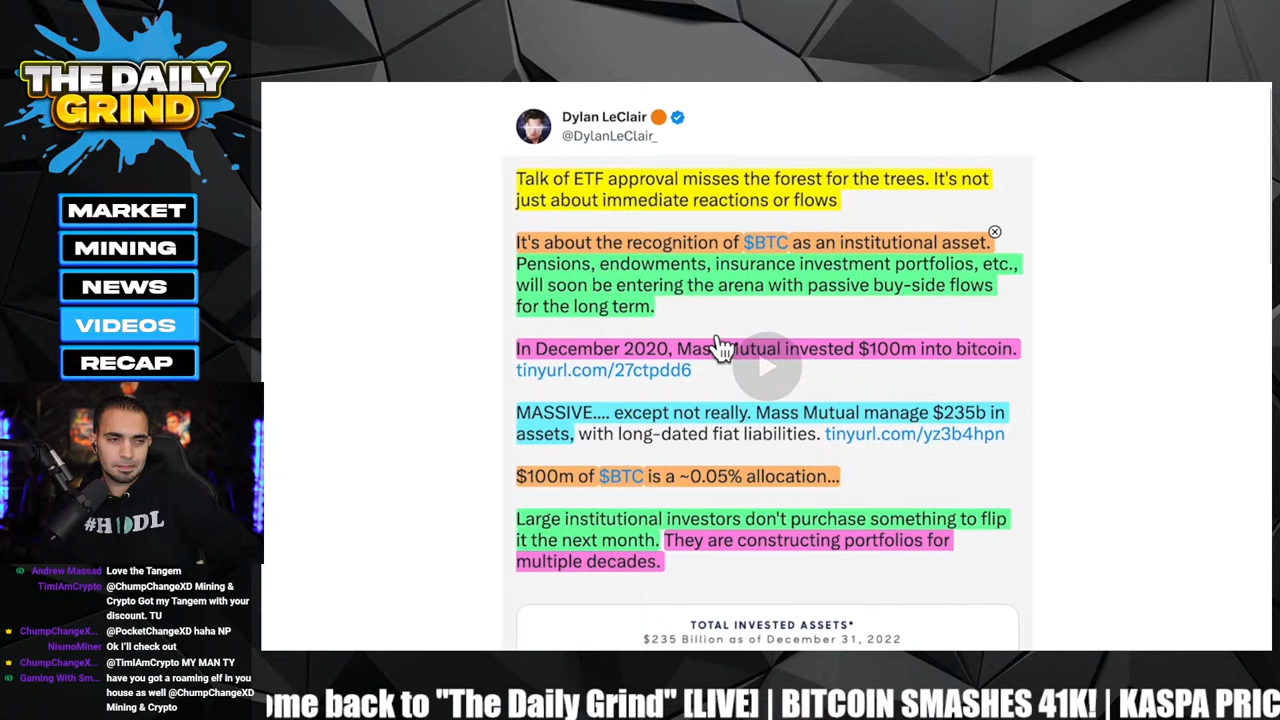 THE DAILY
GRIND
MARKET
MINING
NEWS
VIDEOS
RECAP
Dylan LeClair
@DylanLeClair_
Talk of ETF approval misses the forest for the trees. It's not
just about immediate reactions or flows
It's about the recognition of $BTC as an institutional asset.
Pensions, endowments, insurance investment portfolios, etc.,
will soon be entering the arena with passive buy-side flows
for the long term.
In December 2020, Mass Mutual invested $100m into bitcoin.
tinyurl.com/27ctpdd6
MASSIVE.... except not really. Mass Mutual manage $235b in
assets, with long-dated fiat liabilities. tinyurl.com/yz3b4hpn
$100m of $BTC is a ~0.05% allocation...
Large institutional investors don't purchase something to flip
it the next month. They are constructing portfolios for
multiple decades.
TOTAL INVESTED ASSETS*
$235 Billion as of December 31, 2022
#H DL
Andrew Massad Love the Tangem
TimIAmCrypto @ChumpChangeXD Mining &
Crypto Got my Tangem with your
discount. TU
ChumpChangeX... @PocketChangeXD haha NP
NismoMiner Ok I'll check out
ChumpChangeX... @TimIAmCrypto MY MAN TY
Gaming With Sm... have you got a roaming elf in you
house as well @ChumpChangeXD
Mining & Crypto
ome back to "The Daily Grind" [LIVE] | BITCOIN SMASHES 41K! | KASPA PRIC